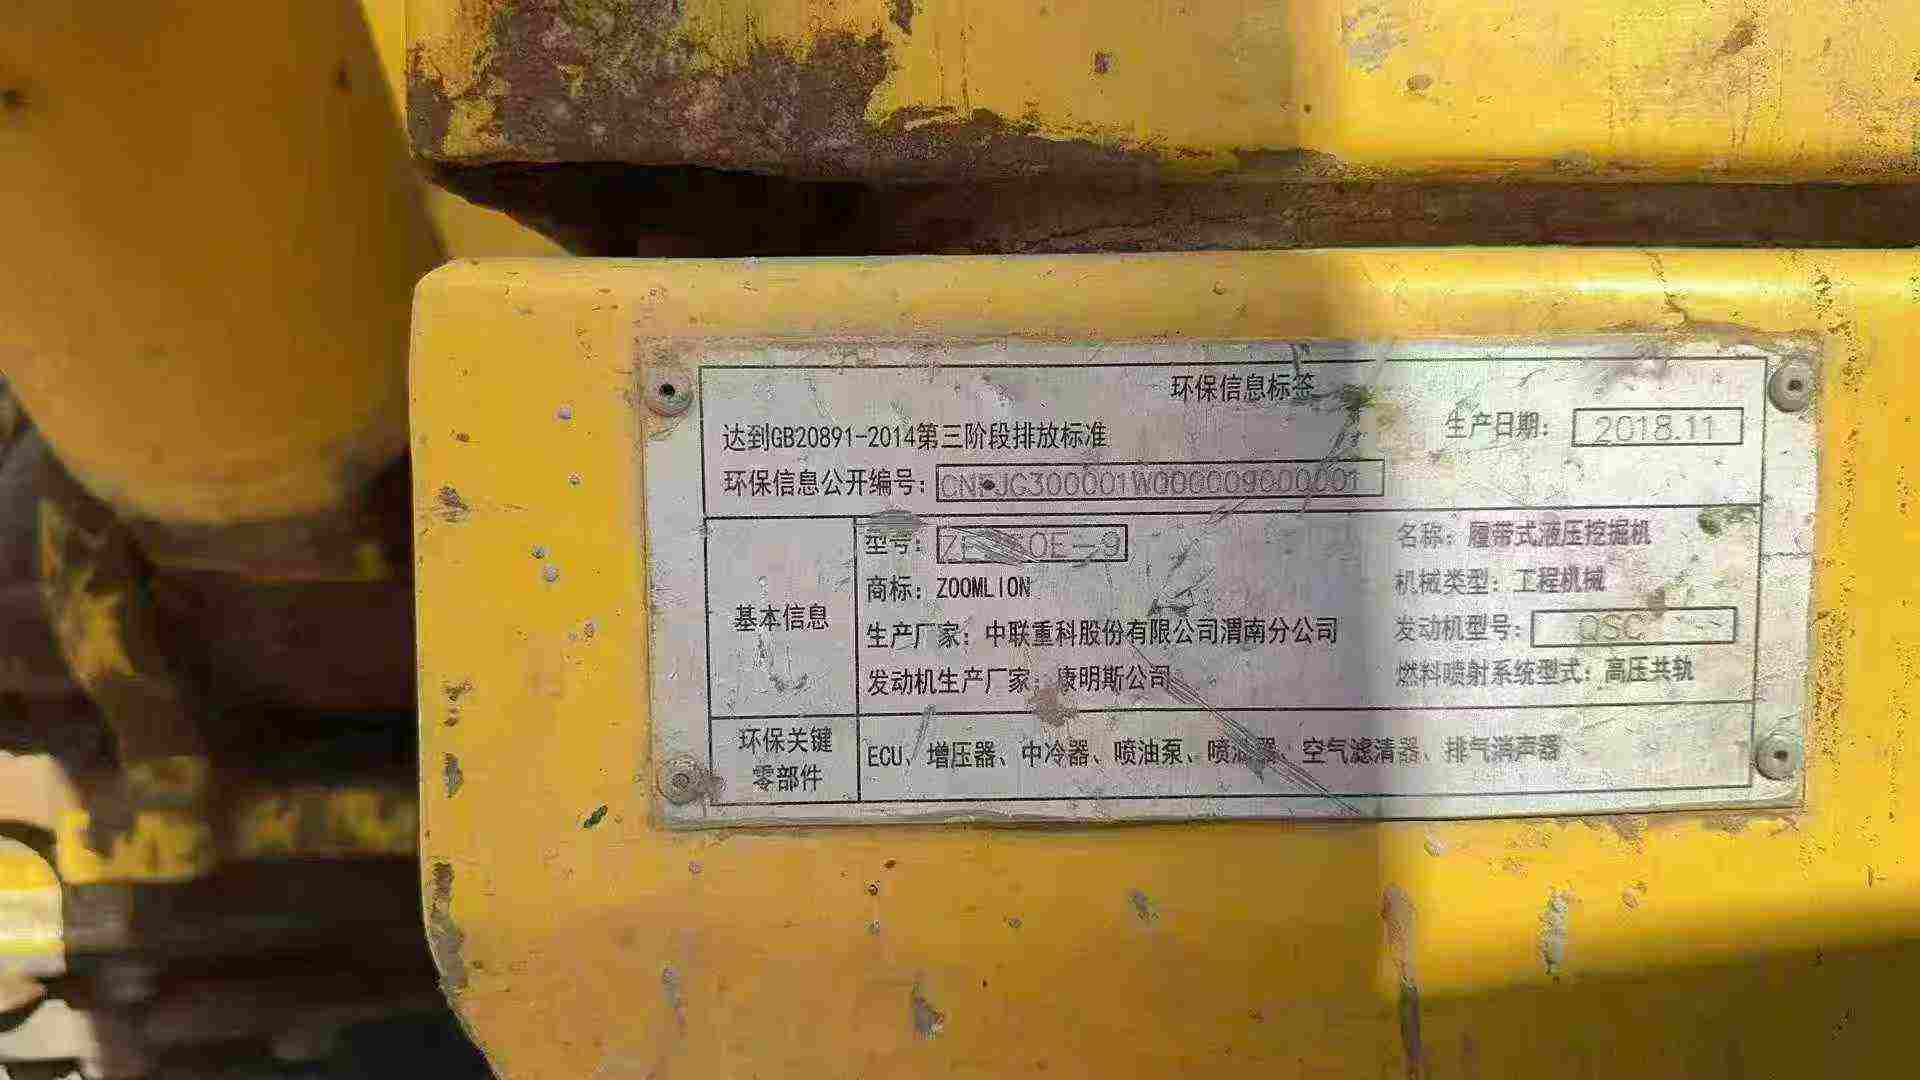 环保信息标签
达到GB20891-2014第三阶段排放标准
生产日期: 2018.11
环保信息公开编号:
基本信息
型号:
名称: 履带式液压挖掘机
商标: ZOOMLION
机械类型: 工程机械
生产厂家: 中联重科股份有限公司渭南分公司
发动机型号: QSC
发动机生产厂家: 康明斯公司
燃料喷射系统型式: 高压共轨
环保关键
零部件
ECU、增压器、中冷器、喷油泵、喷油器、空气滤清器、排气消声器